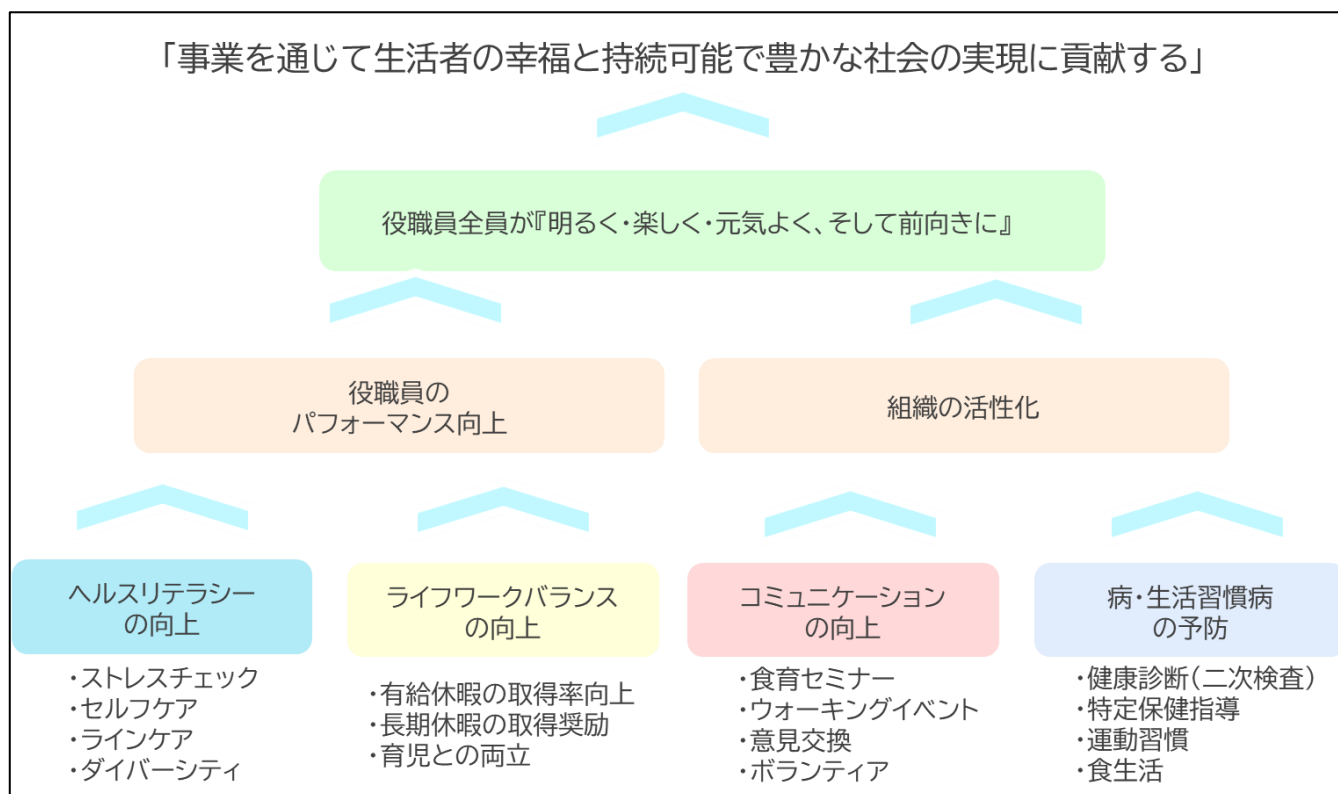 「事業を通じて生活者の幸福と持続可能で豊かな社会の実現に貢献する」
役職員全員が『明るく・楽しく・元気よく、そして前向きに』
役職員の
パフォーマンス向上
組織の活性化
ヘルスリテラシー
の向上
・ストレスチェック
・セルフケア
・ラインケア
・ダイバーシティ
ライフワークバランス
の向上
・有給休暇の取得率向上
・長期休暇の取得奨励
・育児との両立
コミュニケーション
の向上
・食育セミナー
・ウォーキングイベント
・意見交換
・ボランティア
病・生活習慣病
の予防
・健康診断(二次検査)
・特定保健指導
・運動習慣
・食生活